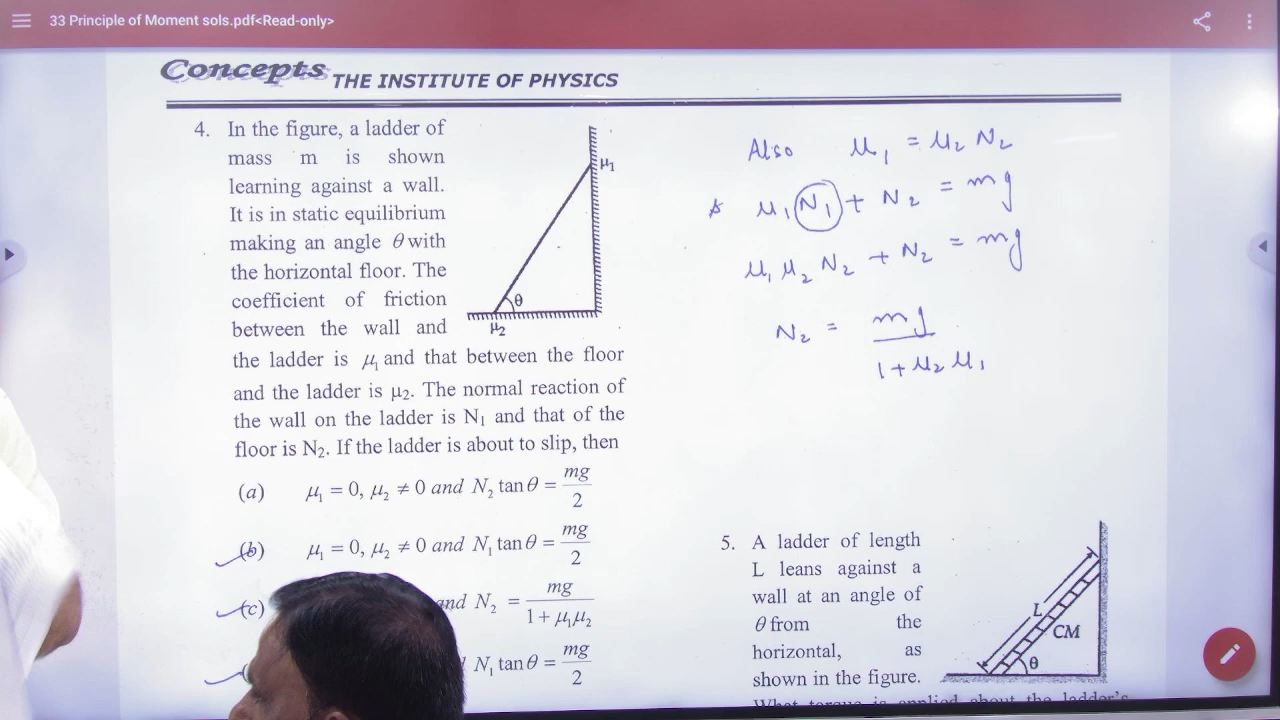 33 Principle of Moment sols.pdf<Read-only>
Concepts THE INSTITUTE OF PHYSICS
4. In the figure, a ladder of
mass m is shown
learning against a wall.
It is in static equilibrium
making an angle θ with
the horizontal floor. The
coefficient of friction
between the wall and
the ladder is μ₁ and that between the floor
and the ladder is μ₂. The normal reaction of
the wall on the ladder is N₁ and that of the
floor is N₂. If the ladder is about to slip, then
(a) μ₁ = 0, μ₂ ≠ 0 and N₂ tan θ = mg/2
(b) μ₁ = 0, μ₂ ≠ 0 and N₁ tan θ = mg/2
(c) and N₂ = mg/(1 + μ₁μ₂)
N₁ tan θ = mg/2
μ₁
θ
μ₂
Also μ₁ = μ₂ N₂
μ₁ N₁ + N₂ = mg
μ₁ μ₂ N₂ + N₂ = mg
N₂ = mg/(1 + μ₂ μ₁)
5. A ladder of length
L leans against a
wall at an angle of
θ from the
horizontal, as
shown in the figure.
What torque is applied about the ladder's
L
CM
θ